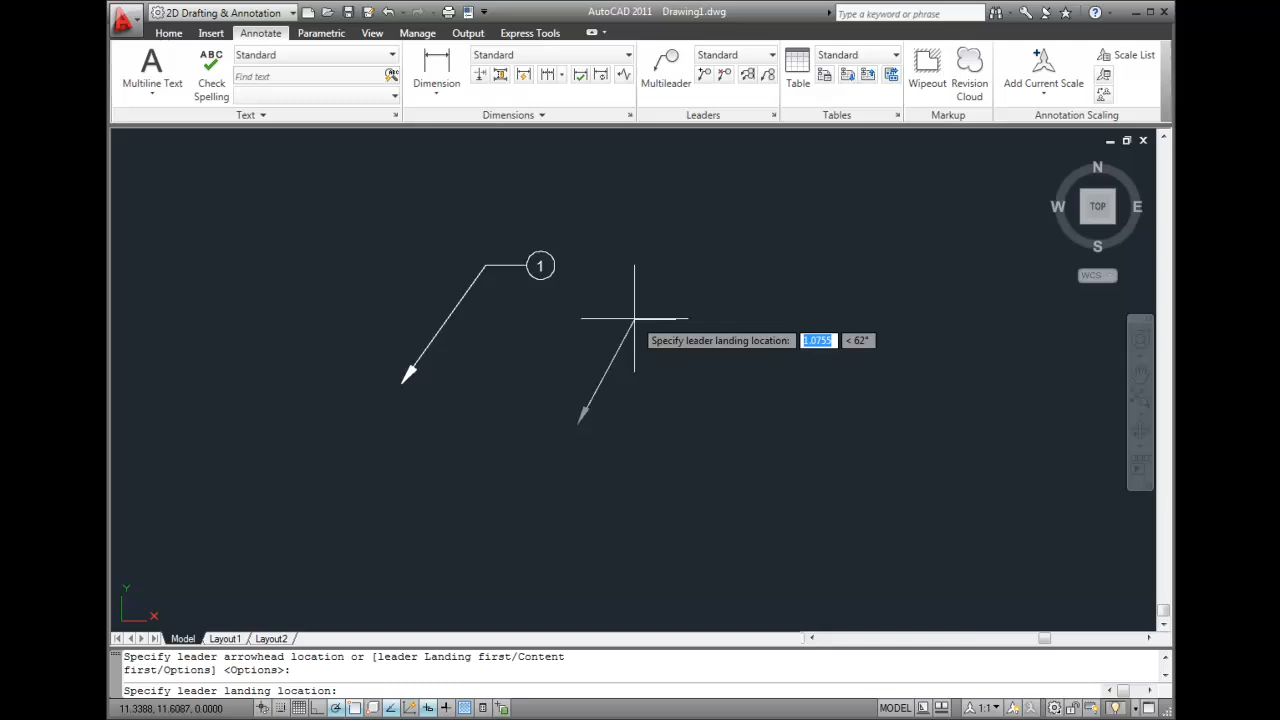 2D Drafting & Annotation
AutoCAD 2011 Drawing1.dwg
Type a keyword or phrase
Home Insert Annotate Parametric View Manage Output Express Tools
Multiline Text
ABC
Check
Spelling
Standard
Find text
Text
Dimension
Standard
Dimensions
Multileader
Standard
Leaders
Table
Standard
Tables
Wipeout
Revision
Cloud
Markup
Add Current Scale
Scale List
Annotation Scaling
N
W TOP E
S
WCS
1
Specify leader landing location: 1.0755 < 62°
Y
X
Model Layout1 Layout2
Specify leader arrowhead location or [leader Landing first/Content
first/Options] <Options>:
Specify leader landing location:
11.3388, 11.6087, 0.0000 MODEL 1:1